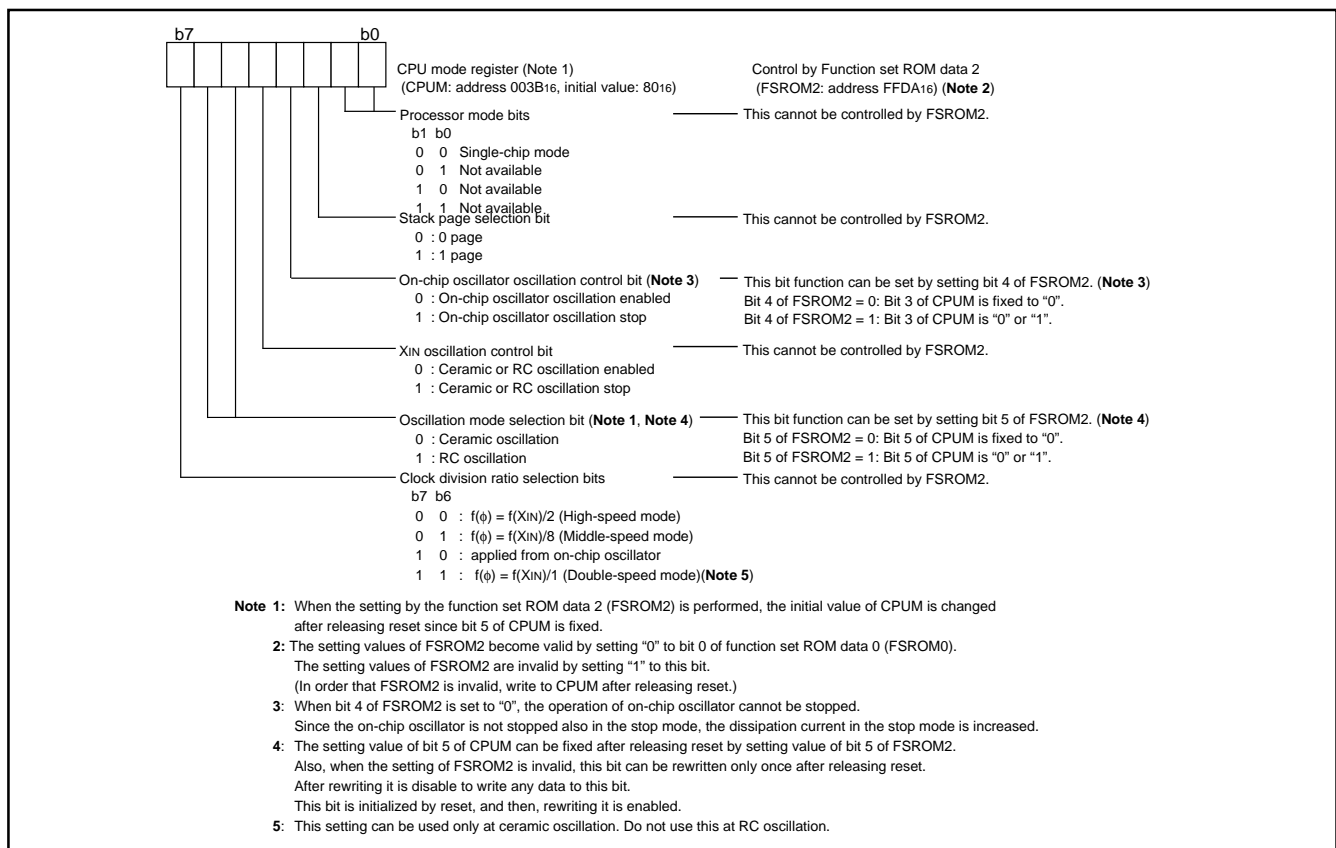 b7 b0
CPU mode register (Note 1) Control by Function set ROM data 2
(CPUM: address 003B16, initial value: 8016) (FSROM2: address FFDA16) (Note 2)
Processor mode bits This cannot be controlled by FSROM2.
b1 b0
0 0 Single-chip mode
0 1 Not available
1 0 Not available
1 1 Not available
Stack page selection bit This cannot be controlled by FSROM2.
0 : 0 page
1 : 1 page
On-chip oscillator oscillation control bit (Note 3) This bit function can be set by setting bit 4 of FSROM2. (Note 3)
0 : On-chip oscillator oscillation enabled Bit 4 of FSROM2 = 0: Bit 3 of CPUM is fixed to “0”.
1 : On-chip oscillator oscillation stop Bit 4 of FSROM2 = 1: Bit 3 of CPUM is “0” or “1”.
XIN oscillation control bit This cannot be controlled by FSROM2.
0 : Ceramic or RC oscillation enabled
1 : Ceramic or RC oscillation stop
Oscillation mode selection bit (Note 1, Note 4) This bit function can be set by setting bit 5 of FSROM2. (Note 4)
0 : Ceramic oscillation Bit 5 of FSROM2 = 0: Bit 5 of CPUM is fixed to “0”.
1 : RC oscillation Bit 5 of FSROM2 = 1: Bit 5 of CPUM is “0” or “1”.
Clock division ratio selection bits This cannot be controlled by FSROM2.
b7 b6
0 0 : f(ϕ) = f(XIN)/2 (High-speed mode)
0 1 : f(ϕ) = f(XIN)/8 (Middle-speed mode)
1 0 : applied from on-chip oscillator
1 1 : f(ϕ) = f(XIN)/1 (Double-speed mode)(Note 5)
Note 1: When the setting by the function set ROM data 2 (FSROM2) is performed, the initial value of CPUM is changed
after releasing reset since bit 5 of CPUM is fixed.
2: The setting values of FSROM2 become valid by setting “0” to bit 0 of function set ROM data 0 (FSROM0).
The setting values of FSROM2 are invalid by setting “1” to this bit.
(In order that FSROM2 is invalid, write to CPUM after releasing reset.)
3: When bit 4 of FSROM2 is set to “0”, the operation of on-chip oscillator cannot be stopped.
Since the on-chip oscillator is not stopped also in the stop mode, the dissipation current in the stop mode is increased.
4: The setting value of bit 5 of CPUM can be fixed after releasing reset by setting value of bit 5 of FSROM2.
Also, when the setting of FSROM2 is invalid, this bit can be rewritten only once after releasing reset.
After rewriting it is disable to write any data to this bit.
This bit is initialized by reset, and then, rewriting it is enabled.
5: This setting can be used only at ceramic oscillation. Do not use this at RC oscillation.